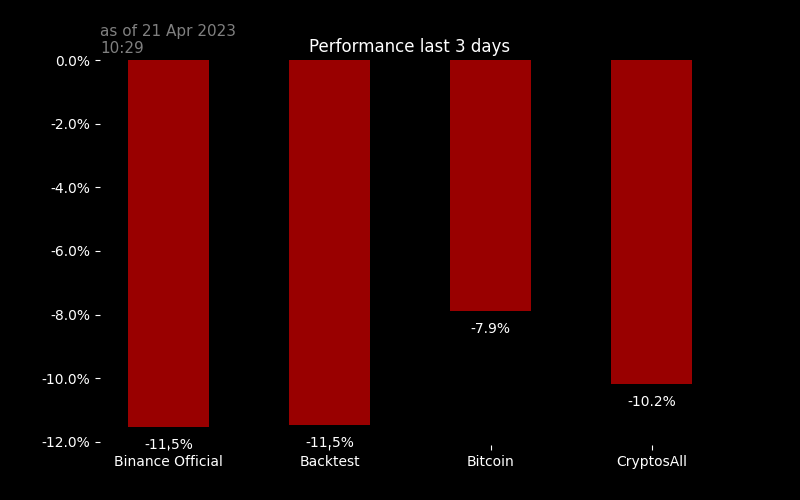 as of 21 Apr 2023
10:29
Performance last 3 days
0.0%
-2.0%
-4.0%
-6.0%
-8.0%
-7.9%
-10.0%
-10.2%
-12.0%
-11.5%
-11.5%
Binance Official
Backtest
Bitcoin
CryptosAll